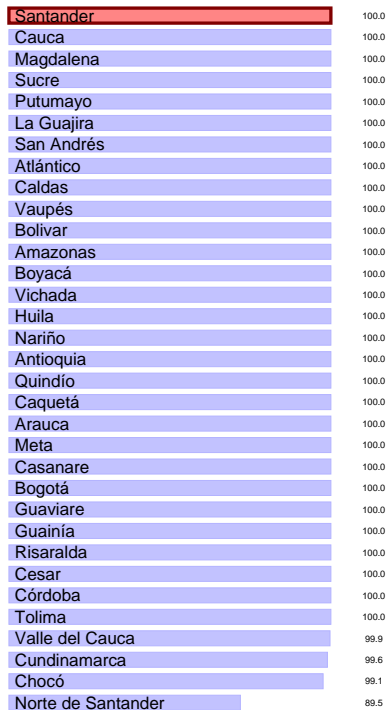 Santander 100.0
Cauca 100.0
Magdalena 100.0
Sucre 100.0
Putumayo 100.0
La Guajira 100.0
San Andrés 100.0
Atlántico 100.0
Caldas 100.0
Vaupés 100.0
Bolivar 100.0
Amazonas 100.0
Boyacá 100.0
Vichada 100.0
Huila 100.0
Nariño 100.0
Antioquia 100.0
Quindío 100.0
Caquetá 100.0
Arauca 100.0
Meta 100.0
Casanare 100.0
Bogotá 100.0
Guaviare 100.0
Guainía 100.0
Risaralda 100.0
Cesar 100.0
Córdoba 100.0
Tolima 100.0
Valle del Cauca 99.9
Cundinamarca 99.6
Chocó 99.1
Norte de Santander 89.5